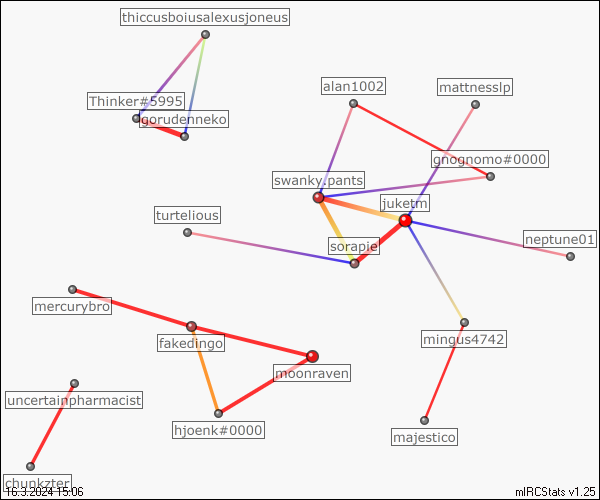 thiccusboiusalexusjoneus
alan1002
mattnesslp
Thinker#5995
gorudenneko
gnognomo#0000
swanky.pants
juketm
turtelious
neptune01
sorapie
mercurybro
mingus4742
fakedingo
moonraven
uncertainpharmacist
hjoenk#0000
majestico
chunkzter
16.3.2024 15:06
mIRCStats v1.25